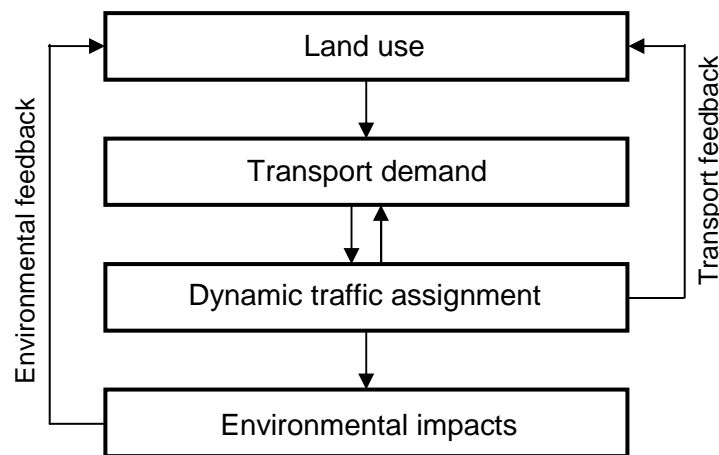 Land use
Transport demand
Dynamic traffic assignment
Environmental impacts
Environmental feedback
Transport feedback